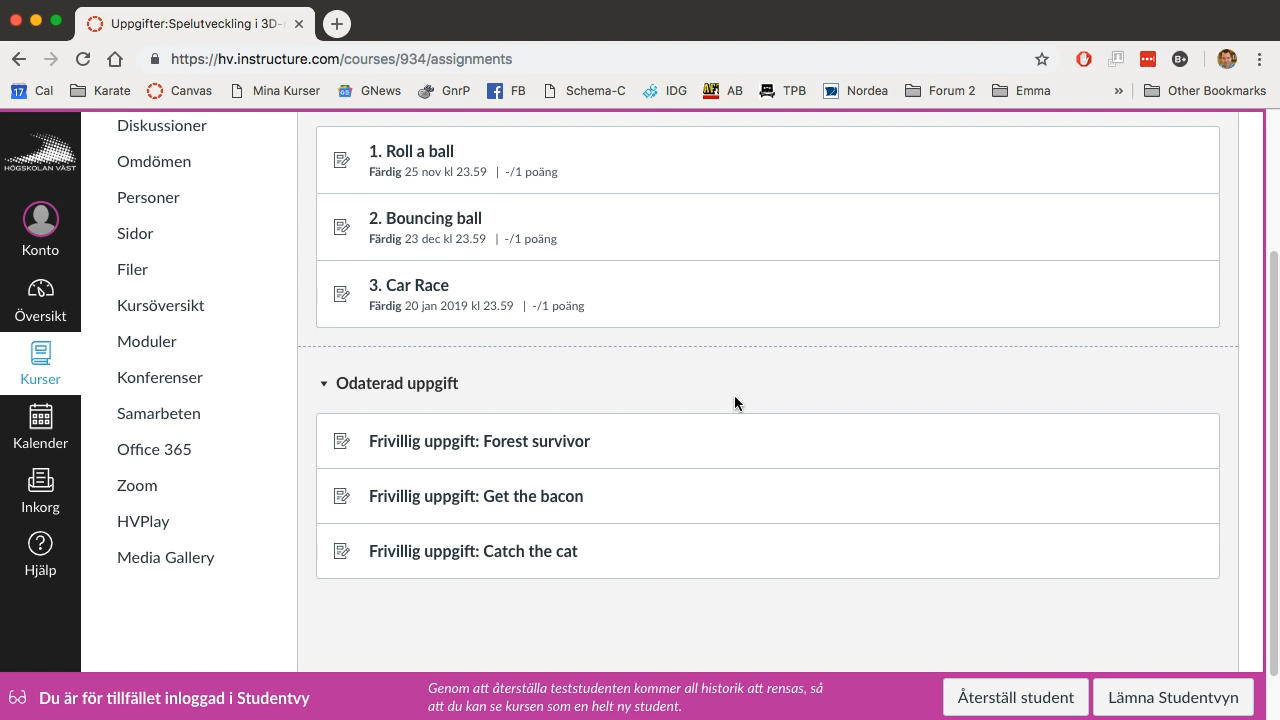 Uppgifter:Spelutveckling i 3D-
https://hv.instructure.com/courses/934/assignments
17 Cal Karate Canvas Mina Kurser GNews GnrP FB Schema-C IDG AF AB TPB Nordea Forum 2 Emma » Other Bookmarks
HÖGSKOLAN VÄST
Konto
Översikt
Kurser
Kalender
Inkorg
Hjälp
Diskussioner
Omdömen
Personer
Sidor
Filer
Kursöversikt
Moduler
Konferenser
Samarbeten
Office 365
Zoom
HVPlay
Media Gallery
1. Roll a ball
Färdig 25 nov kl 23.59 | -/1 poäng
2. Bouncing ball
Färdig 23 dec kl 23.59 | -/1 poäng
3. Car Race
Färdig 20 jan 2019 kl 23.59 | -/1 poäng
Odaterad uppgift
Frivillig uppgift: Forest survivor
Frivillig uppgift: Get the bacon
Frivillig uppgift: Catch the cat
Du är för tillfället inloggad i Studentvy
Genom att återställa teststudenten kommer all historik att rensas, så
att du kan se kursen som en helt ny student.
Återställ student
Lämna Studentvyn